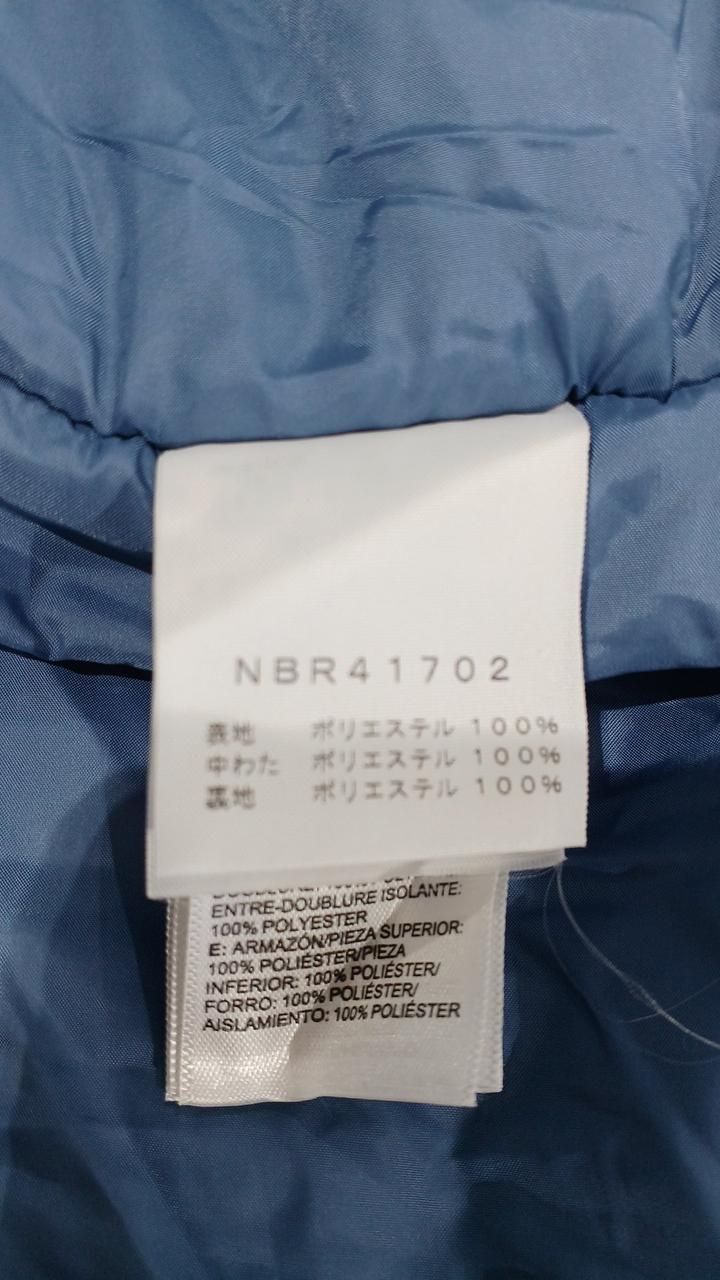 NBR41702
表地 ポリエステル 100%
中わた ポリエステル 100%
裏地 ポリエステル 100%
ENTRE-DOUBLURE ISOLANTE:
100% POLYESTER
E: ARMAZÓN/PIEZA SUPERIOR:
100% POLIÉSTER/PIEZA
INFERIOR: 100% POLIÉSTER/
FORRO: 100% POLIÉSTER/
AISLAMIENTO: 100% POLIÉSTER